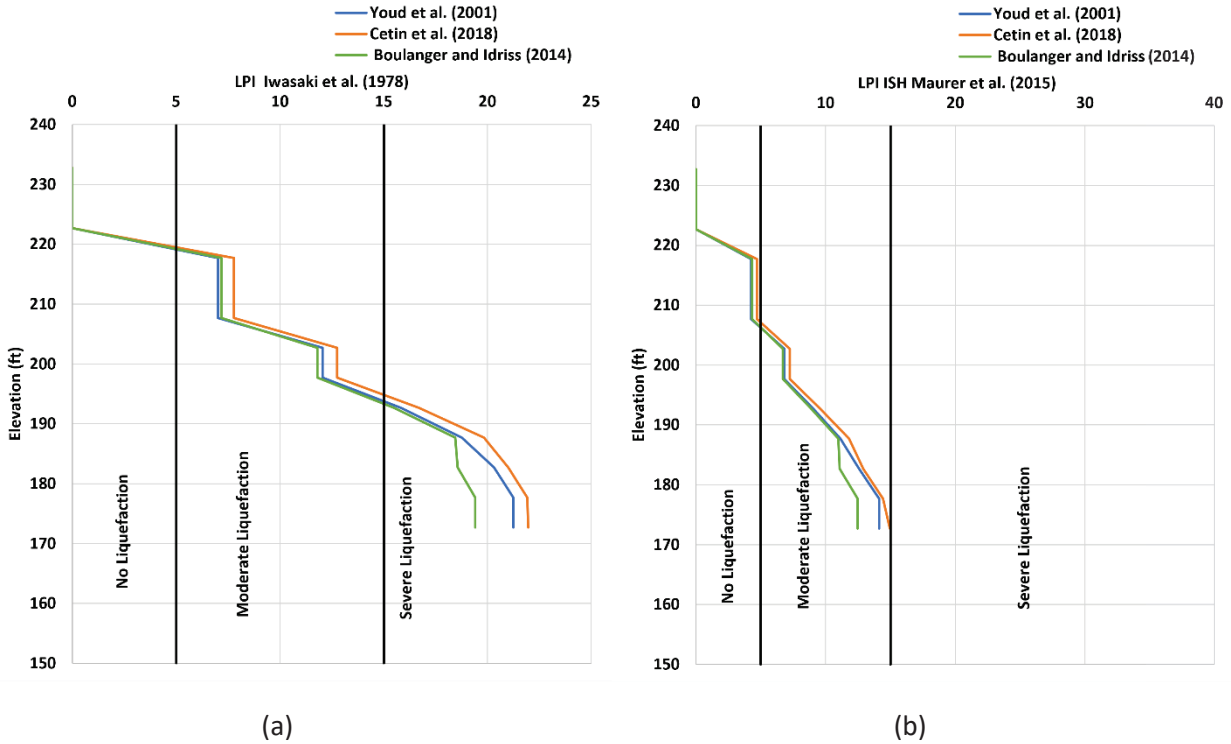 Youd et al. (2001)
Cetin et al. (2018)
Boulanger and Idriss (2014)
LPI Iwasaki et al. (1978)
0 5 10 15 20 25
240
230
220
210
200
190
180
170
160
150
Elevation (ft)
No Liquefaction
Moderate Liquefaction
Severe Liquefaction
(a)
Youd et al. (2001)
Cetin et al. (2018)
Boulanger and Idriss (2014)
LPI ISH Maurer et al. (2015)
0 10 20 30 40
240
230
220
210
200
190
180
170
160
150
Elevation (ft)
No Liquefaction
Moderate Liquefaction
Severe Liquefaction
(b)